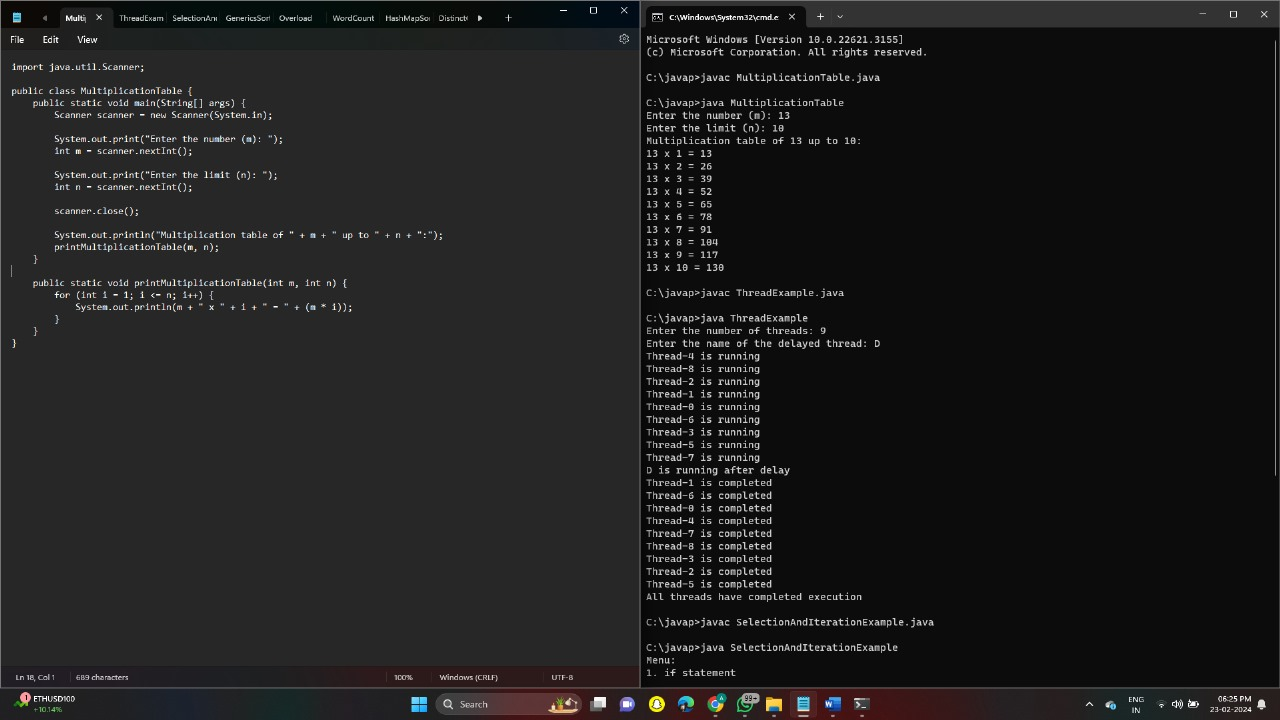 Multip
ThreadExam
SelectionAnd
GenericsSor
Overload
WordCount
HashMapSor
DistinctC
File
Edit
View
import java.util.Scanner;
public class MultiplicationTable {
public static void main(String[] args) {
Scanner scanner = new Scanner(System.in);
System.out.print("Enter the number (m): ");
int m = scanner.nextInt();
System.out.print("Enter the limit (n): ");
int n = scanner.nextInt();
scanner.close();
System.out.println("Multiplication table of " + m + " up to " + n + ":");
printMultiplicationTable(m, n);
}
public static void printMultiplicationTable(int m, int n) {
for (int i = 1; i <= n; i++) {
System.out.println(m + " x " + i + " = " + (m * i));
}
}
}
Ln 18, Col 1
689 characters
100%
Windows (CRLF)
UTF-8
C:\Windows\System32\cmd.e
Microsoft Windows [Version 10.0.22621.3155]
(c) Microsoft Corporation. All rights reserved.
C:\javap>javac MultiplicationTable.java
C:\javap>java MultiplicationTable
Enter the number (m): 13
Enter the limit (n): 10
Multiplication table of 13 up to 10:
13 x 1 = 13
13 x 2 = 26
13 x 3 = 39
13 x 4 = 52
13 x 5 = 65
13 x 6 = 78
13 x 7 = 91
13 x 8 = 104
13 x 9 = 117
13 x 10 = 130
C:\javap>javac ThreadExample.java
C:\javap>java ThreadExample
Enter the number of threads: 9
Enter the name of the delayed thread: D
Thread-4 is running
Thread-8 is running
Thread-2 is running
Thread-1 is running
Thread-0 is running
Thread-6 is running
Thread-3 is running
Thread-5 is running
Thread-7 is running
D is running after delay
Thread-1 is completed
Thread-6 is completed
Thread-0 is completed
Thread-4 is completed
Thread-7 is completed
Thread-8 is completed
Thread-3 is completed
Thread-2 is completed
Thread-5 is completed
All threads have completed execution
C:\javap>javac SelectionAndIterationExample.java
C:\javap>java SelectionAndIterationExample
Menu:
1. if statement
1
ETHUSD100
+10.14%
Search
99+
ENG
IN
06:25 PM
23-02-2024